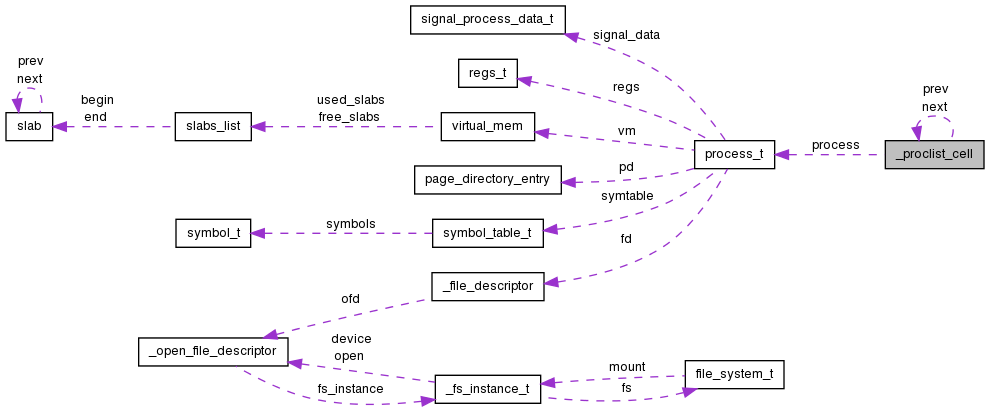 signal_process_data_t
signal_data
prev
next
regs_t
regs
prev
next
begin
end
used_slabs
free_slabs
slab
slabs_list
virtual_mem
vm
process_t
process
_proclist_cell
page_directory_entry
pd
symtable
symbol_t
symbols
symbol_table_t
fd
_file_descriptor
ofd
_open_file_descriptor
device
open
fs_instance
_fs_instance_t
mount
fs
file_system_t